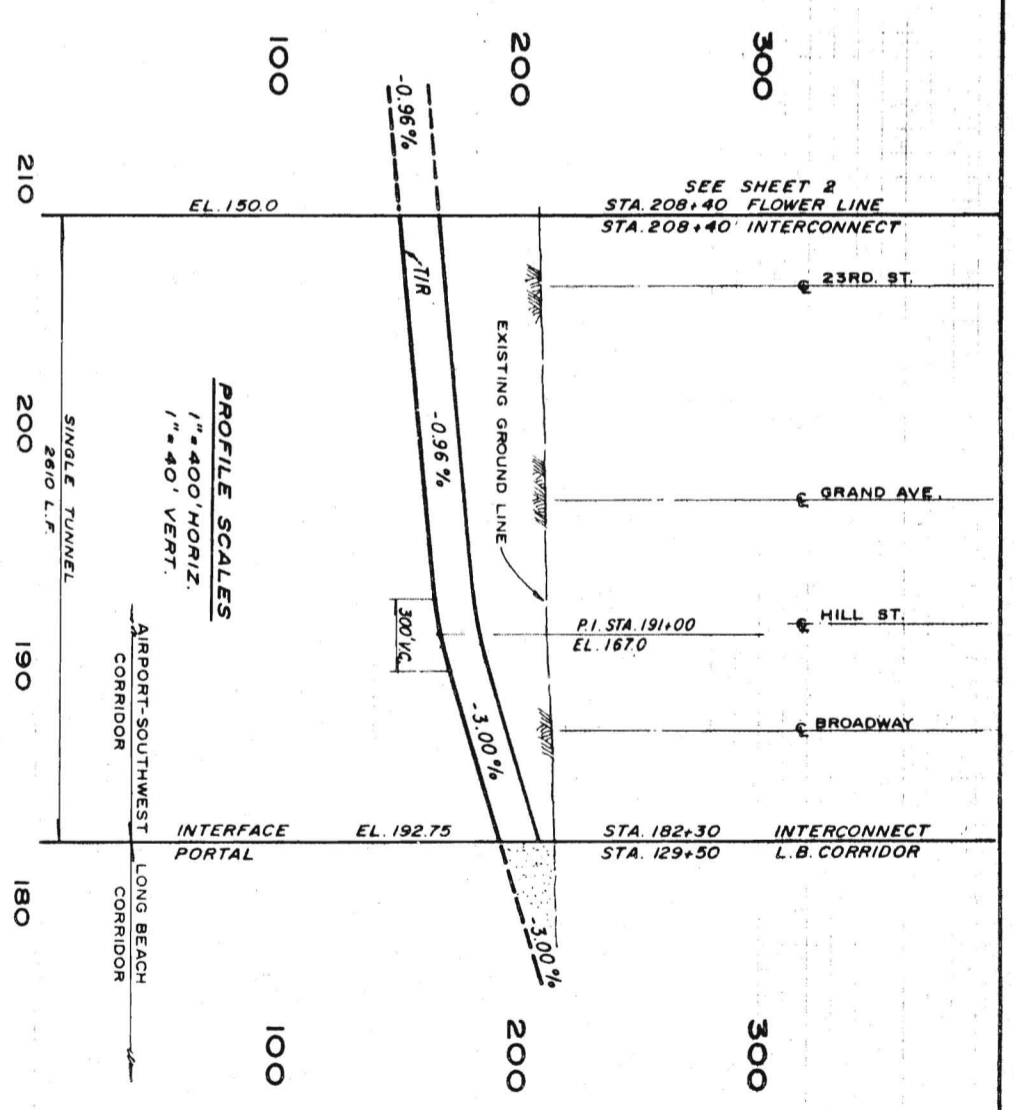 100
200
300
-0.96%
210
EL. 150.0
SEE SHEET 2
STA. 208+40 FLOWER LINE
STA. 208+40 INTERCONNECT
T/R
℄ 23RD. ST.
EXISTING GROUND LINE
PROFILE SCALES
1"=400' HORIZ.
1"=40' VERT.
-0.96%
200
SINGLE TUNNEL
2610 L.F.
℄ GRAND AVE.
300' V.C.
P.I. STA. 191+00
EL. 167.0
℄ HILL ST.
190
AIRPORT-SOUTHWEST
CORRIDOR
-3.00%
℄ BROADWAY
INTERFACE
PORTAL
EL. 192.75
STA. 182+30 INTERCONNECT
STA. 129+50 L.B. CORRIDOR
180
LONG BEACH
CORRIDOR
-3.00%
100
200
300